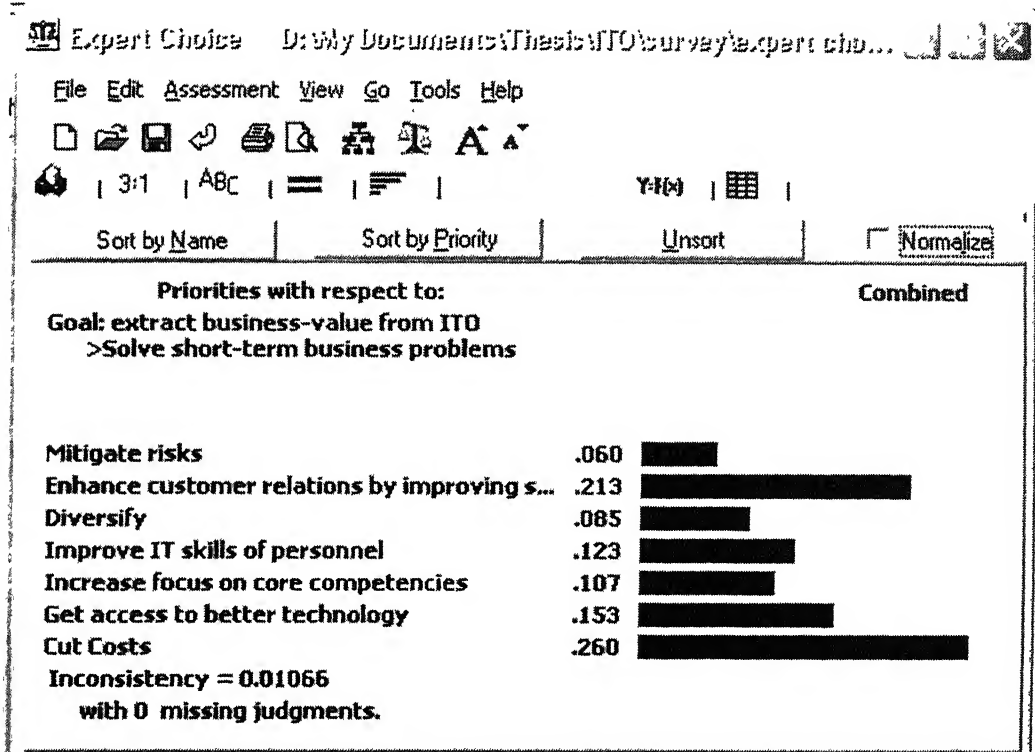 Expert Choice D:\My Documents\Thesis\ITO\survey\expert cho...
File Edit Assessment View Go Tools Help
3:1 ABC Y=F(x)
Sort by Name Sort by Priority Unsort Normalize
Priorities with respect to: Combined
Goal: extract business-value from ITO
>Solve short-term business problems
Mitigate risks .060
Enhance customer relations by improving s... .213
Diversify .085
Improve IT skills of personnel .123
Increase focus on core competencies .107
Get access to better technology .153
Cut Costs .260
Inconsistency = 0.01066
with 0 missing judgments.